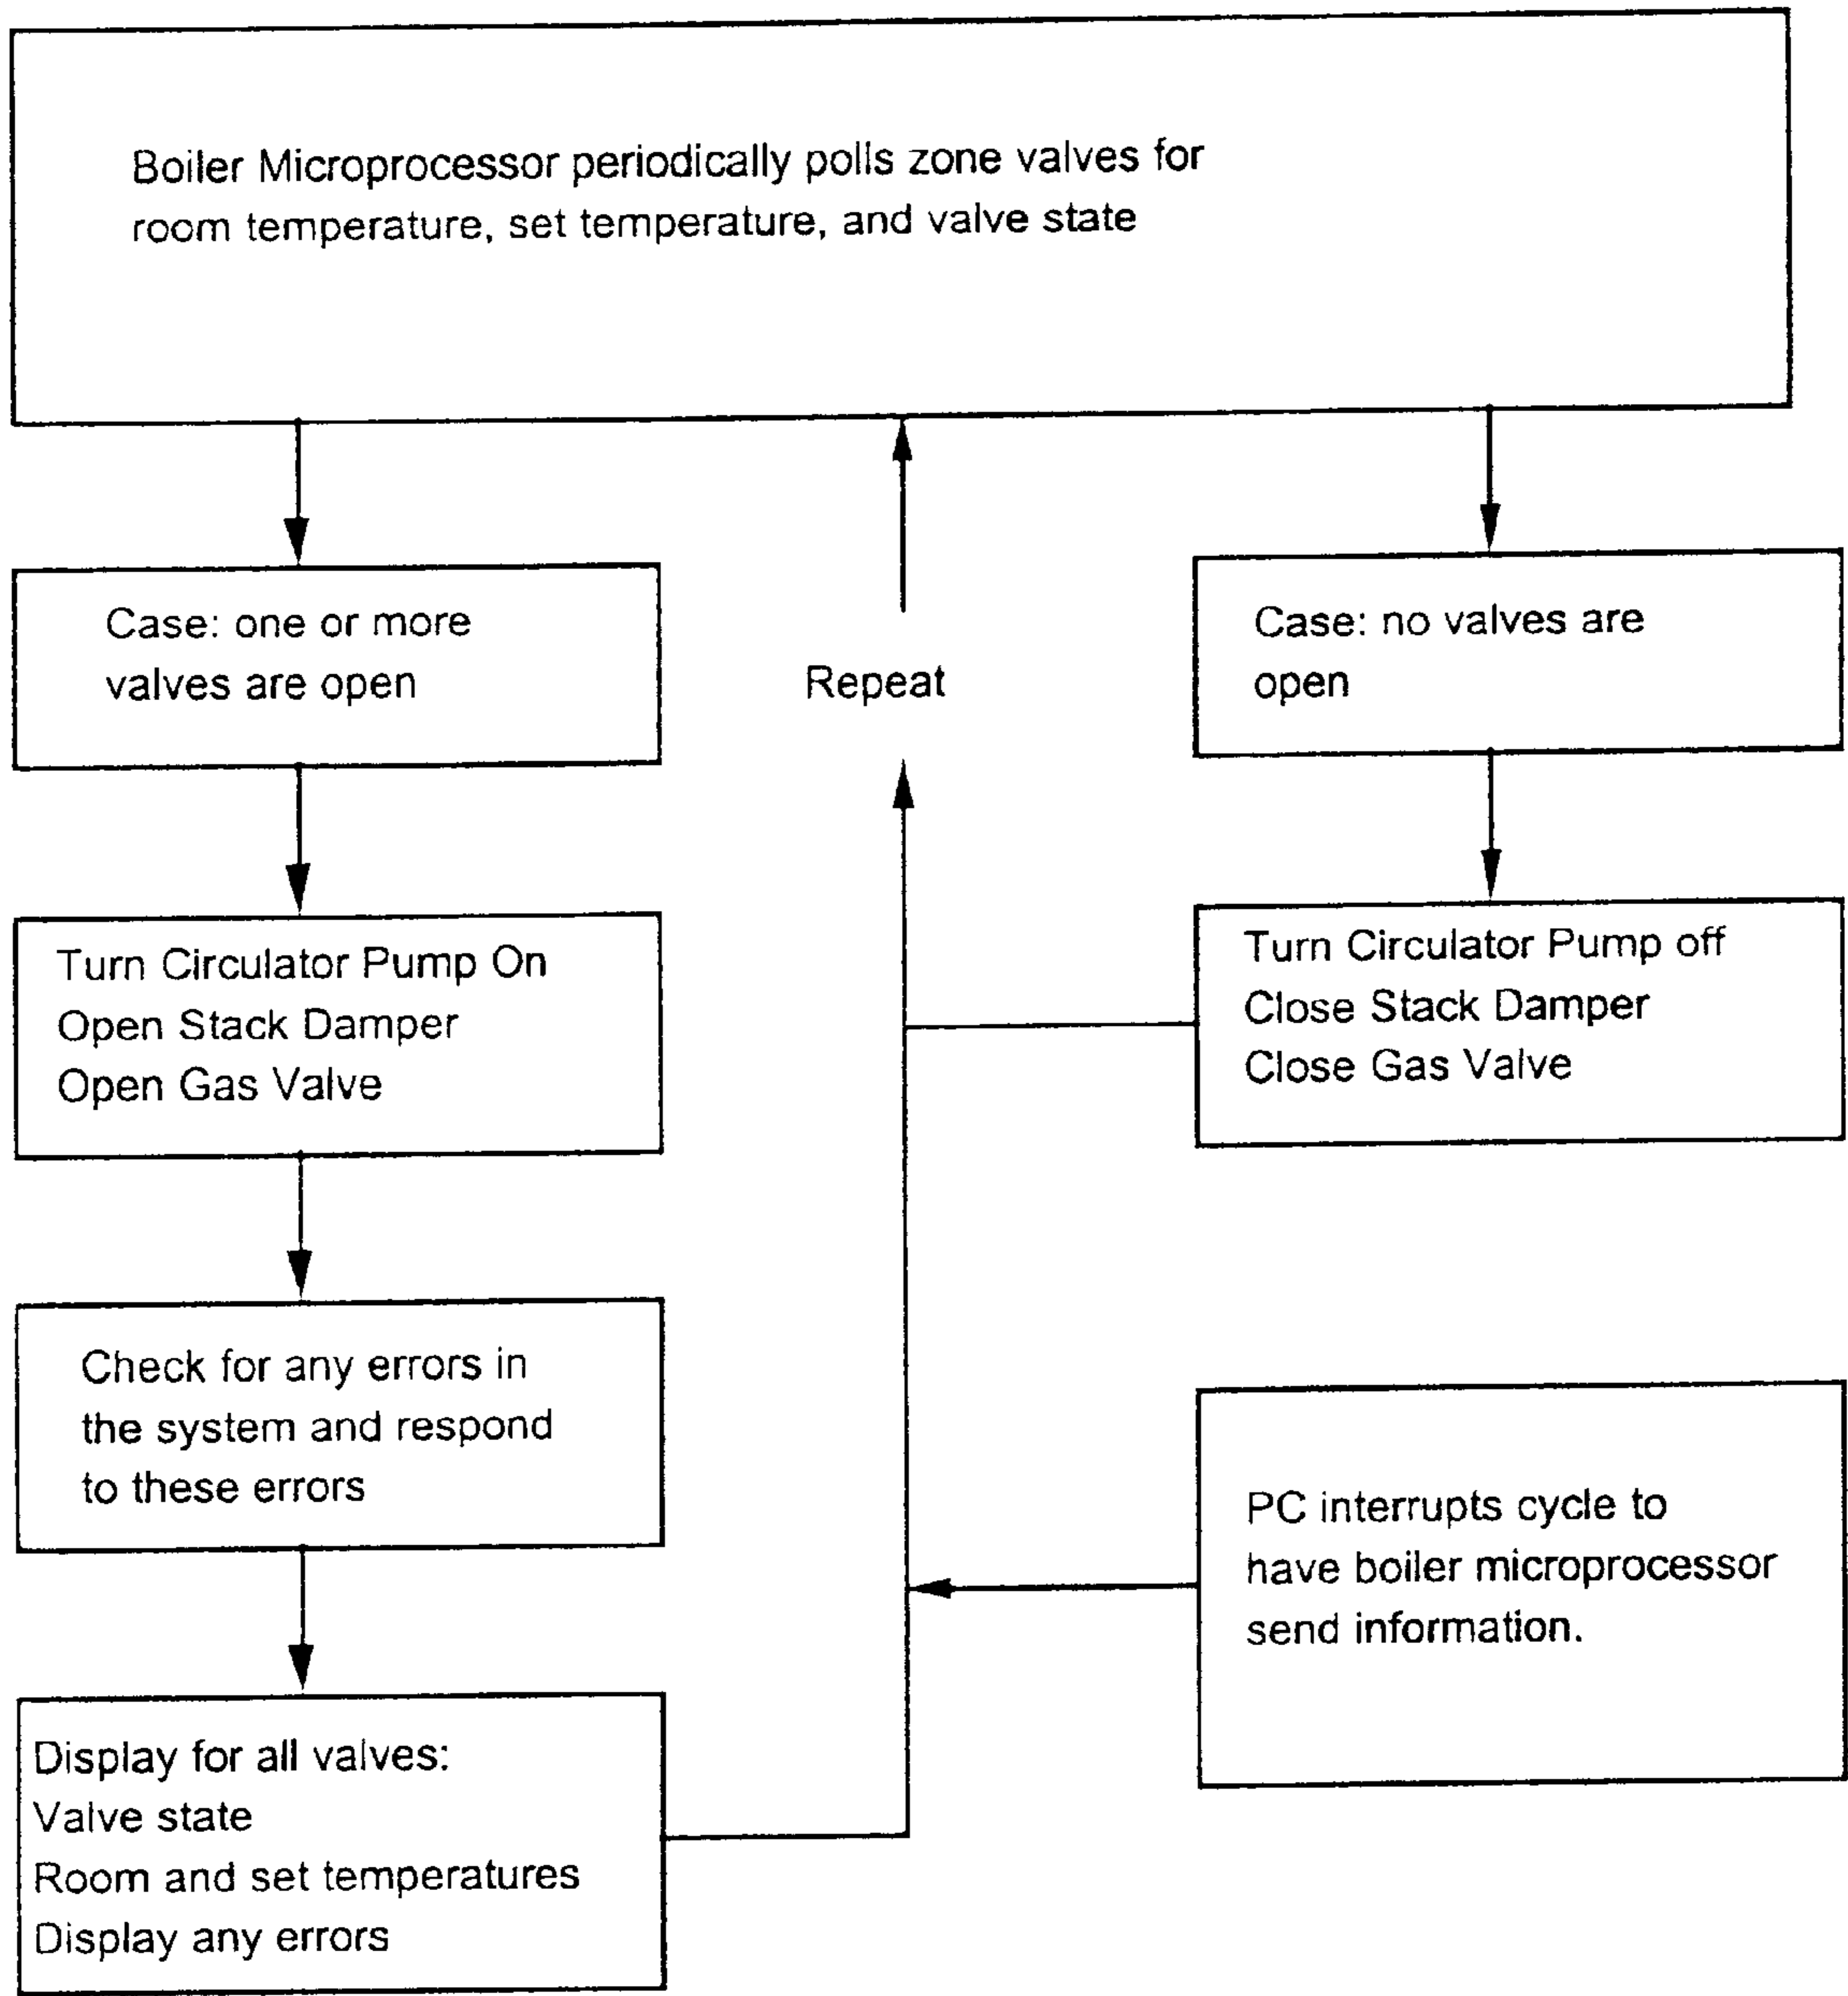 Boiler Microprocessor periodically polls zone valves for
room temperature, set temperature, and valve state
Case: one or more
valves are open
Repeat
Case: no valves are
open
Turn Circulator Pump On
Open Stack Damper
Open Gas Valve
Turn Circulator Pump off
Close Stack Damper
Close Gas Valve
Check for any errors in
the system and respond
to these errors
PC interrupts cycle to
have boiler microprocessor
send information.
Display for all valves:
Valve state
Room and set temperatures
Display any errors